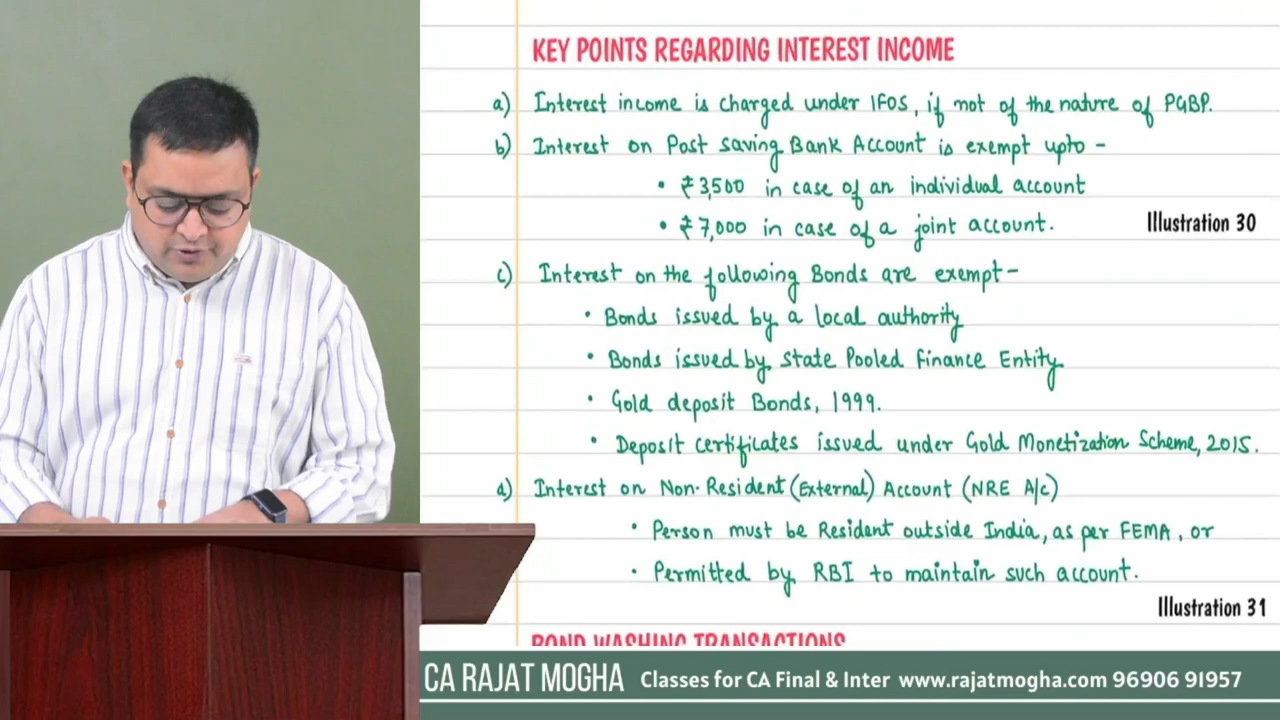 KEY POINTS REGARDING INTEREST INCOME
a) Interest income is charged under IFOS, if not of the nature of PGBP.
b) Interest on Post saving Bank Account is exempt upto -
• ₹3,500 in case of an individual account
• ₹7,000 in case of a joint account.
Illustration 30
c) Interest on the following Bonds are exempt-
• Bonds issued by a local authority
• Bonds issued by State Pooled Finance Entity
• Gold deposit Bonds, 1999.
• Deposit certificates issued under Gold Monetization Scheme, 2015.
d) Interest on Non-Resident (External) Account (NRE A/c)
• Person must be Resident outside India, as per FEMA, or
• Permitted by RBI to maintain such account.
Illustration 31
BOND WASHING TRANSACTIONS
CA RAJAT MOGHA Classes for CA Final & Inter www.rajatmogha.com 96906 91957